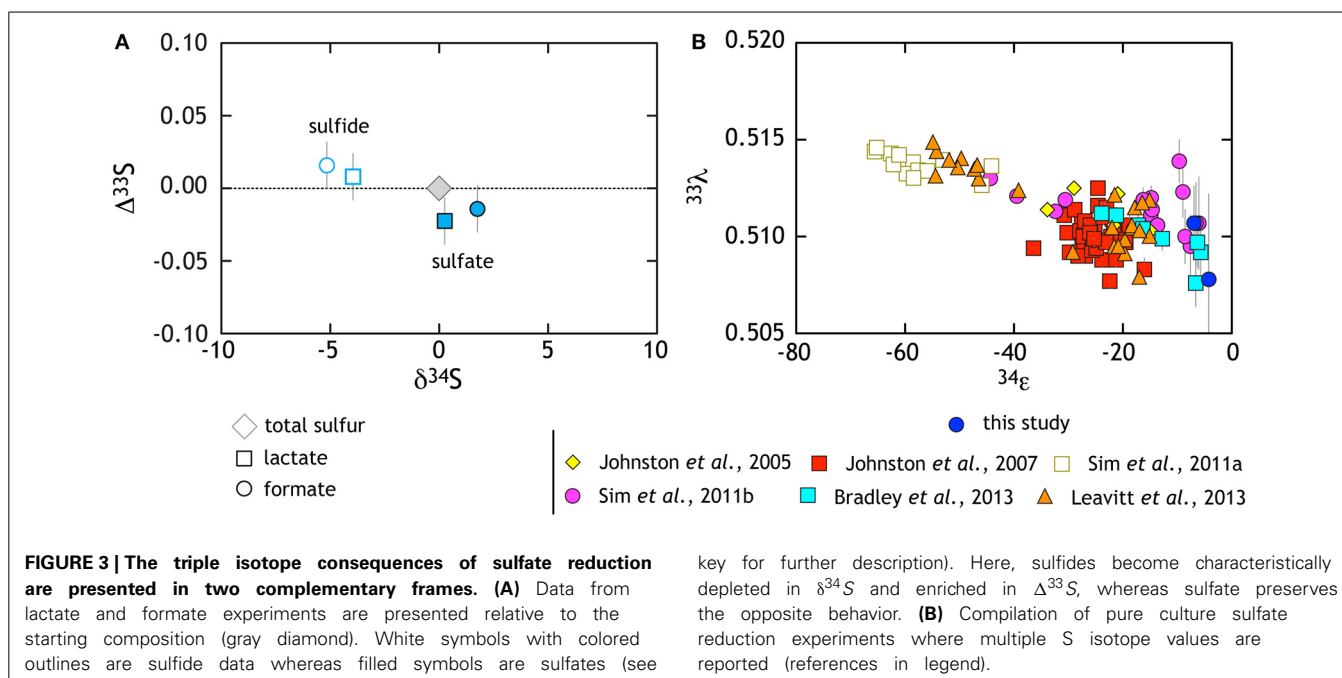 A
0.10
0.05
0.00
-0.05
-0.10
Δ33S
sulfide
sulfate
-10
-5
0
5
10
δ34S
B
0.520
0.515
0.510
0.505
33λ
-80
-60
-40
-20
0
34ε
total sulfur
lactate
formate
this study
Johnston et al., 2005
Johnston et al., 2007
Sim et al., 2011a
Sim et al., 2011b
Bradley et al., 2013
Leavitt et al., 2013
FIGURE 3 | The triple isotope consequences of sulfate reduction
are presented in two complementary frames. (A) Data from
lactate and formate experiments are presented relative to the
starting composition (gray diamond). White symbols with colored
outlines are sulfide data whereas filled symbols are sulfates (see
key for further description). Here, sulfides become characteristically
depleted in δ34S and enriched in Δ33S, whereas sulfate preserves
the opposite behavior. (B) Compilation of pure culture sulfate
reduction experiments where multiple S isotope values are
reported (references in legend).